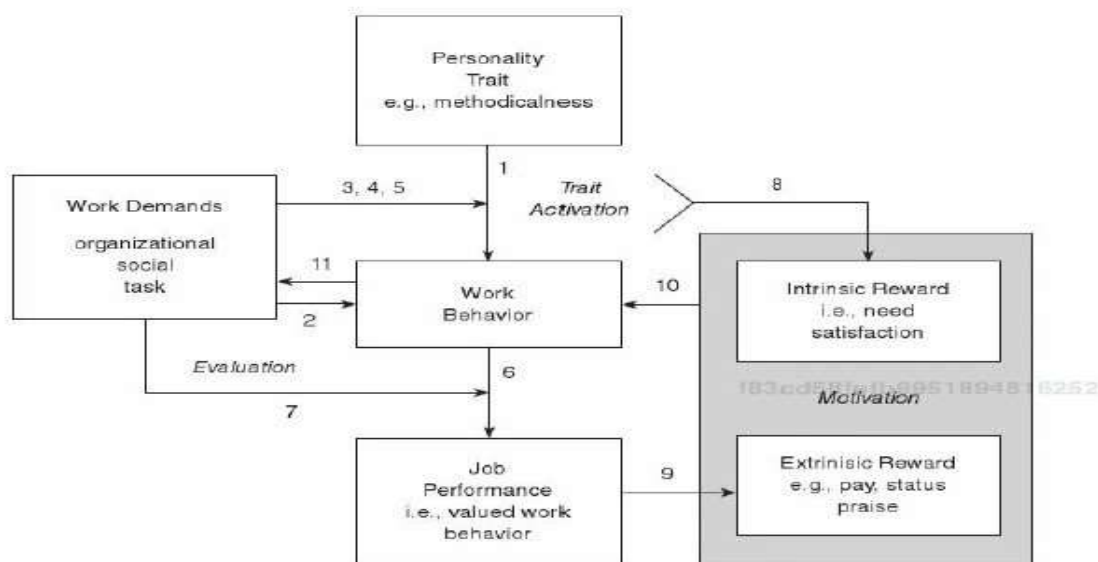 Personality
Trait
e.g., methodicalness
1
3, 4, 5
Trait
Activation
8
Work Demands
organizational
social
task
11
2
Work
Behavior
10
Intrinsic Reward
i.e., need
satisfaction
Evaluation
6
7
Motivation
Job
Performance
i.e., valued work
behavior
9
Extrinisic Reward
e.g., pay, status
praise